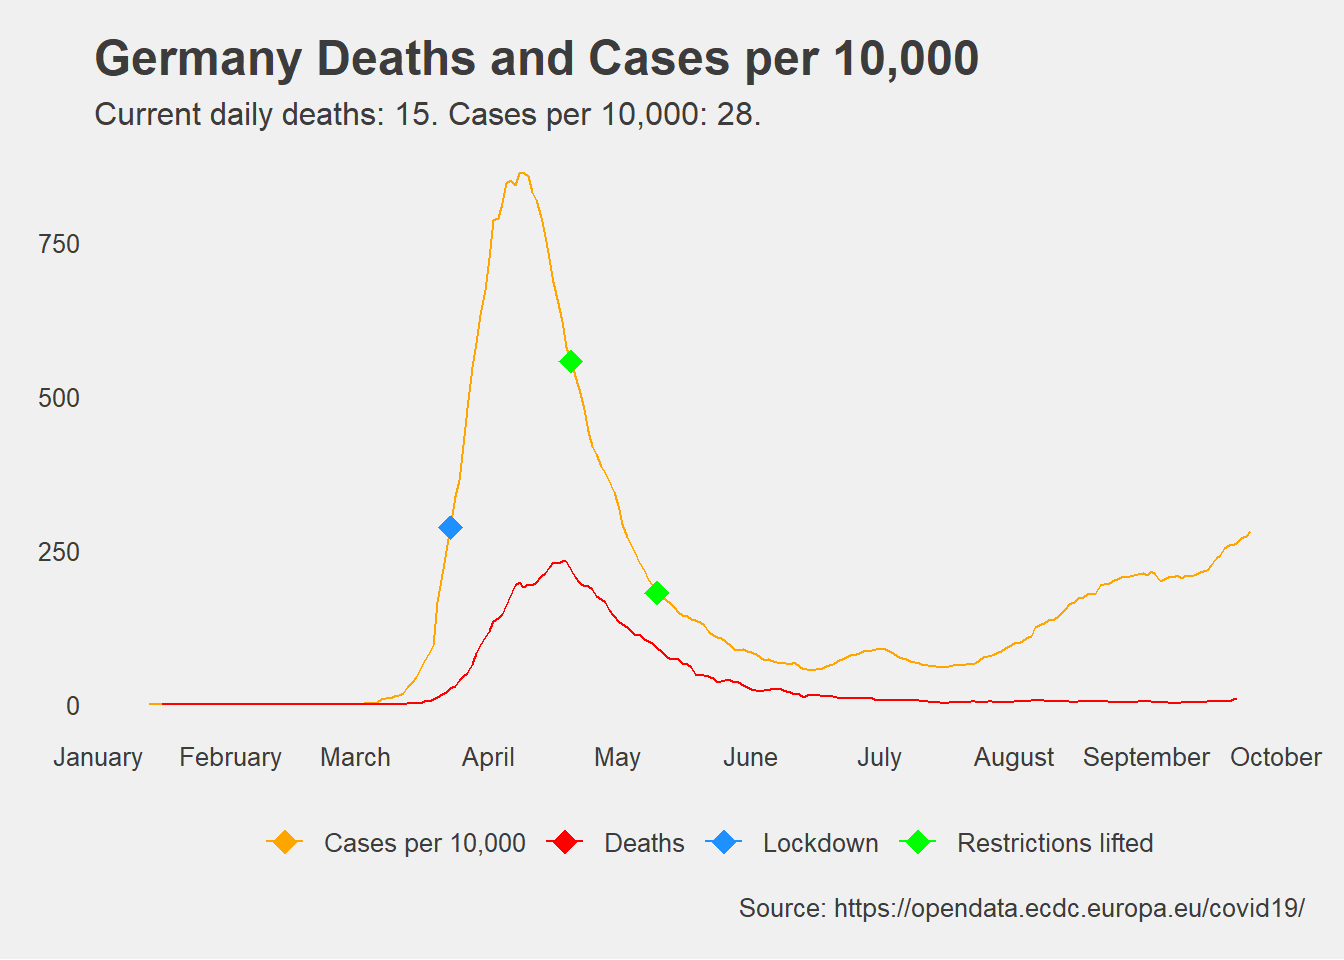 Germany Deaths and Cases per 10,000
Current daily deaths: 15. Cases per 10,000: 28.
750
500
250
0
January February March April May June July August September October
Cases per 10,000 Deaths Lockdown Restrictions lifted
Source: https://opendata.ecdc.europa.eu/covid19/